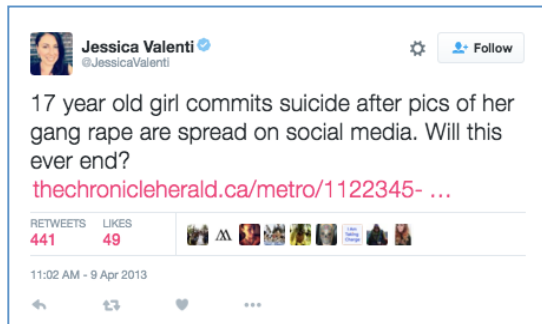 Jessica Valenti
@JessicaValenti
Follow
17 year old girl commits suicide after pics of her
gang rape are spread on social media. Will this
ever end?
thechronicleherald.ca/metro/1122345- …
RETWEETS LIKES
441 49
11:02 AM - 9 Apr 2013